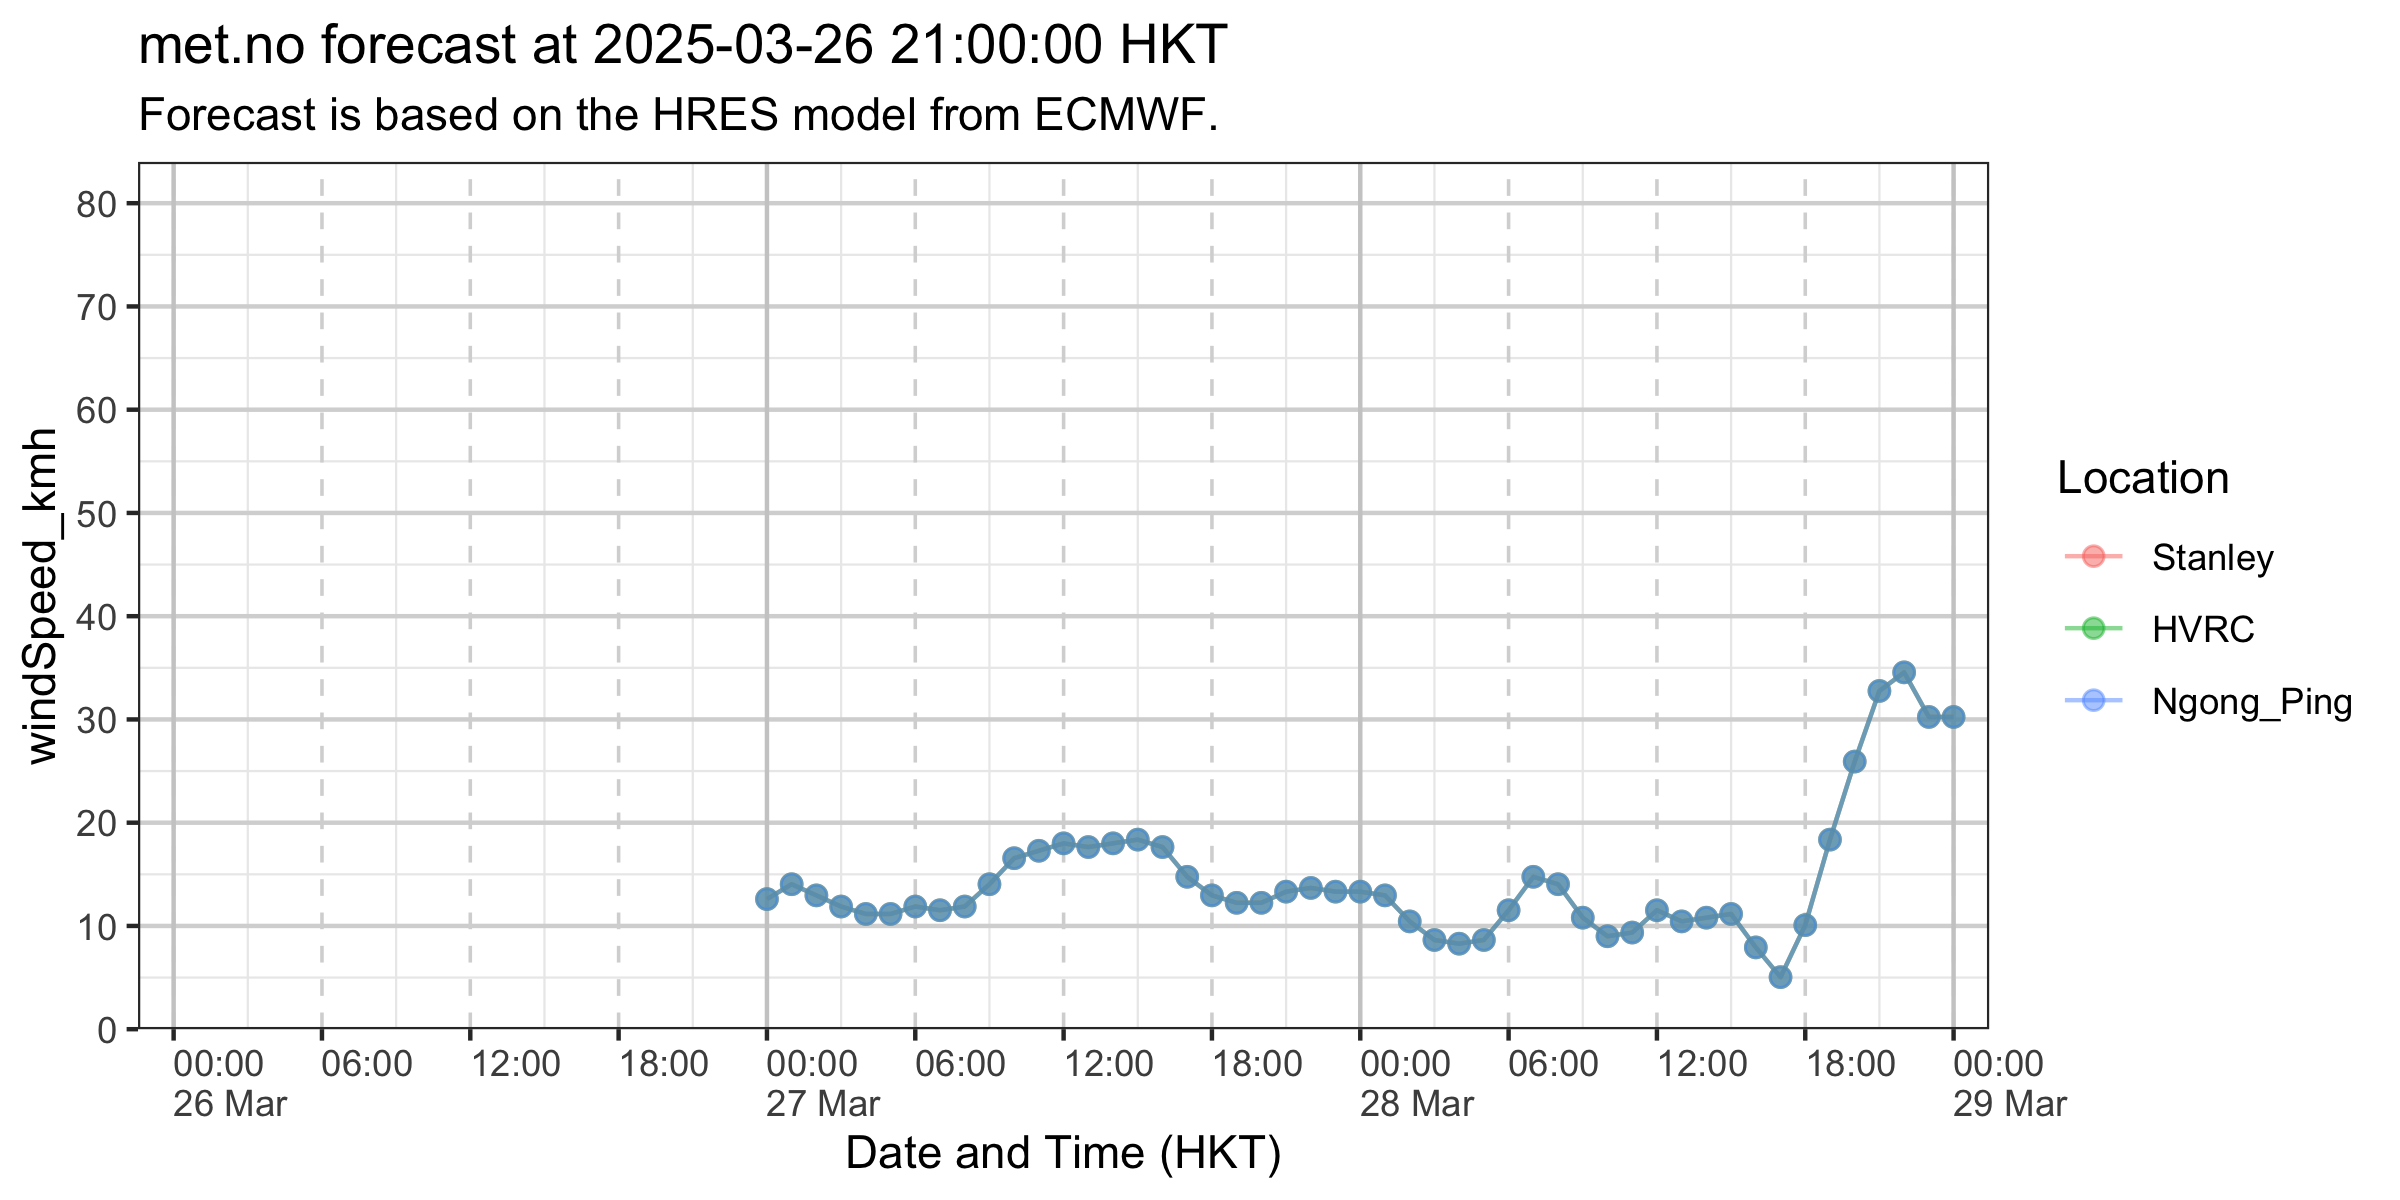 met.no forecast at 2025-03-26 21:00:00 HKT
Forecast is based on the HRES model from ECMWF.
windSpeed_kmh
80
70
60
50
40
30
20
10
0
00:00 06:00 12:00 18:00 00:00 06:00 12:00 18:00 00:00 06:00 12:00 18:00 00:00
26 Mar 27 Mar 28 Mar 29 Mar
Date and Time (HKT)
Location
Stanley
HVRC
Ngong_Ping